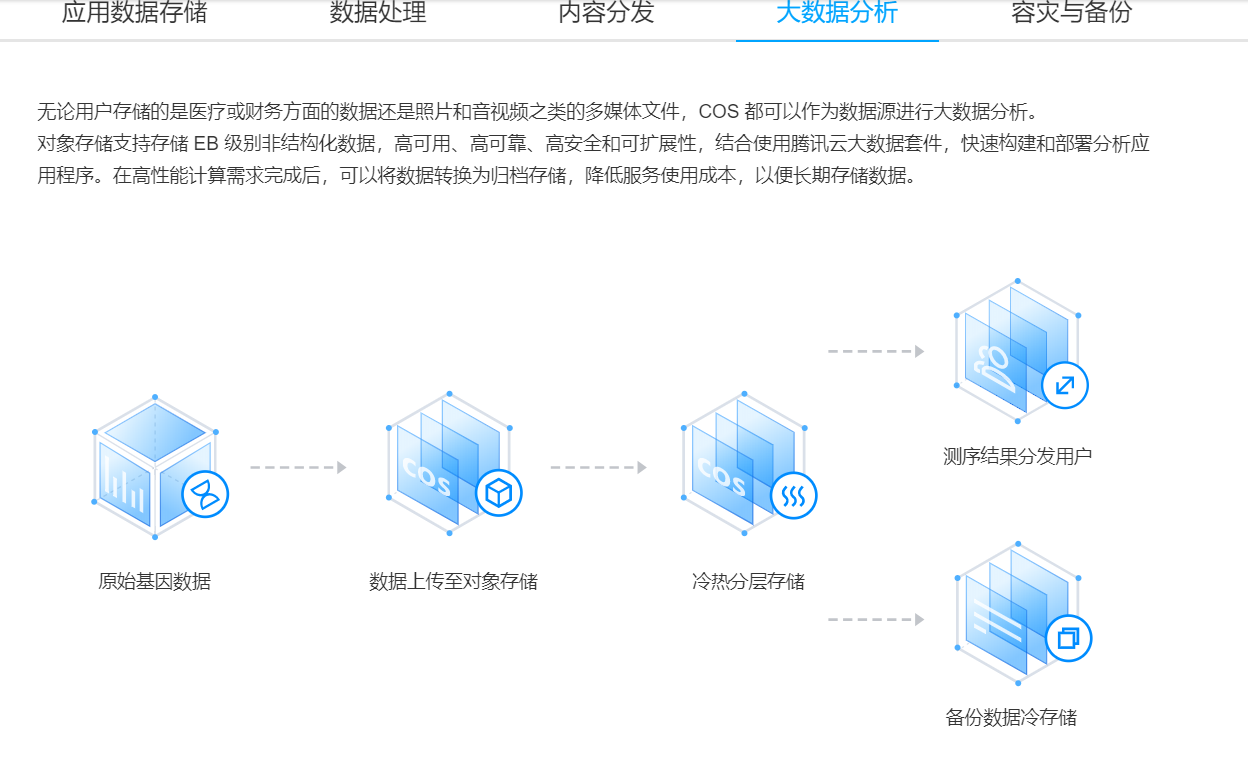 应用数据存储
数据处理
内容分发
大数据分析
容灾与备份
无论用户存储的是医疗或财务方面的数据还是照片和音视频之类的多媒体文件，COS 都可以作为数据源进行大数据分析。
对象存储支持存储 EB 级别非结构化数据，高可用、高可靠、高安全和可扩展性，结合使用腾讯云大数据套件，快速构建和部署分析应
用程序。在高性能计算需求完成后，可以将数据转换为归档存储，降低服务使用成本，以便长期存储数据。
COS
COS
测序结果分发用户
原始基因数据
数据上传至对象存储
冷热分层存储
备份数据冷存储